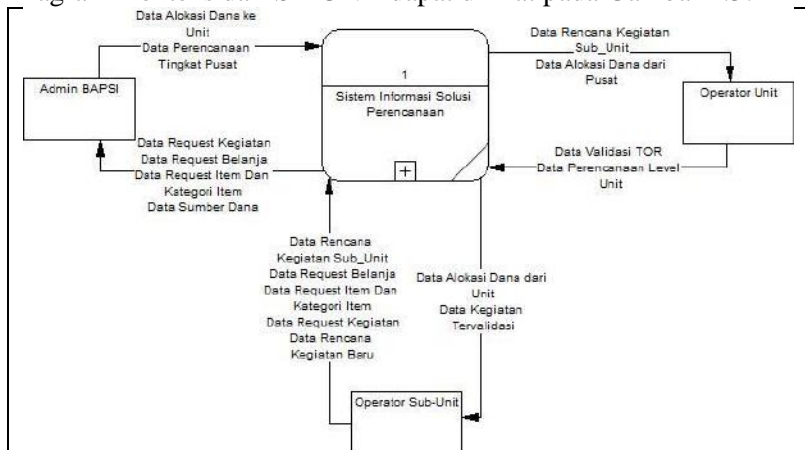 Data Alokasi Dana ke
Unit
Data Perencanaan
Tingkat Pusat
Admin BAPSI
Data Request Kegiatan
Data Request Belanja
Data Request Item Dan
Kategori Item
Data Sumber Dana
1
Sistem Informasi Solusi
Perencanaan
+
Data Rencana Kegiatan
Sub_Unit
Data Alokasi Dana dari
Pusat
Operator Unit
Data Validasi TOR
Data Perencanaan Level
Unit
Data Rencana
Kegiatan Sub_Unit
Data Request Belanja
Data Request Item Dan
Kategori Item
Data Request Kegiatan
Data Rencana
Kegiatan Baru
Data Alokasi Dana dari
Unit
Data Kegiatan
Tervalidasi
Operator Sub-Unit